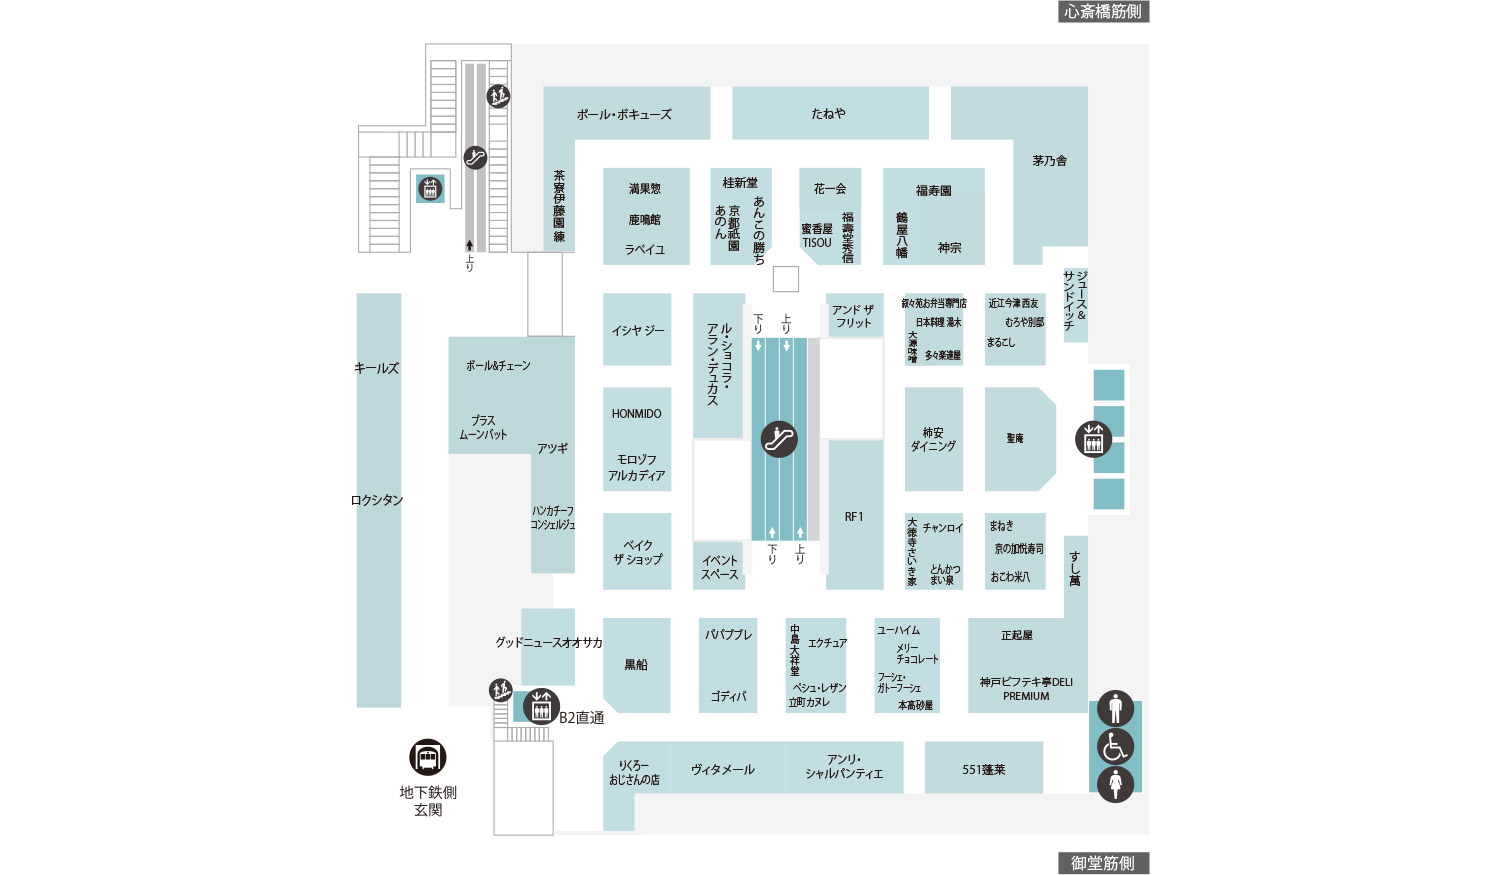 心斎橋筋側
ポール・ボキューズ
たねや
茅乃舎
茶寮伊藤園 練
満果惣
鹿鳴館
ラベイユ
桂新堂
あんこの勝ち
京都祇園
あのん
花一会
蜜香屋
TISOU
福壽堂秀信
福寿園
鶴屋八幡
神宗
上り
ジュース&
サンドイッチ
イシヤ ジー
ル・ショコラ・
アラン・デュカス
下り
上り
アンド ザ
フリット
叙々苑お弁当専門店
日本料理 湯木
大源味噌
多々楽達屋
近江今津 西友
むろや別部
まるこし
キールズ
ボール&チェーン
プラス
ムーンバット
アツギ
ハンカチーフ
コンシェルジュ
ロクシタン
HONMIDO
モロゾフ
アルカディア
柿安
ダイニング
聖庵
RF1
ベイク
ザ ショップ
イベント
スペース
下り
上り
大徳寺さいき家
チャンロイ
とんかつ
まい泉
まねき
京の加悦寿司
おこわ米八
すし萬
グッドニュースオオサカ
黒船
パパブブレ
ゴディバ
中島大祥堂
エクチュア
ペシュ・レザン
立町カヌレ
ユーハイム
メリー
チョコレート
フーシェ・
ガトーフーシェ
本髙砂屋
正起屋
神戸ビフテキ亭DELI
PREMIUM
B2直通
りくろー
おじさんの店
ヴィタメール
アンリ・
シャルパンティエ
551蓬莱
地下鉄側
玄関
御堂筋側